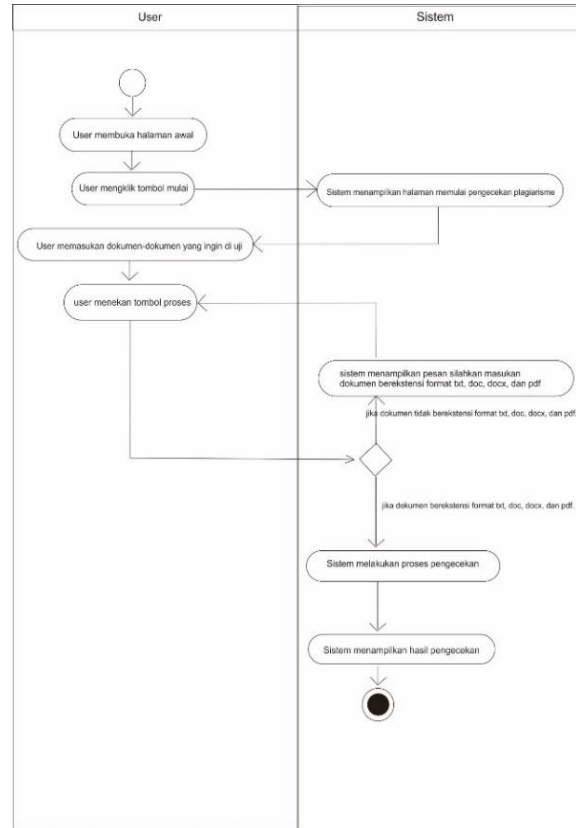 User
Sistem
User membuka halaman awal
User mengklik tombol mulai
Sistem menampilkan halaman memulai pengecekan plagiarisme
User memasukan dokumen-dokumen yang ingin di uji
user menekan tombol proses
sistem menampilkan pesan silahkan masukan
dokumen berekstensi format txt, doc, docx, dan pdf
jika dokumen tidak berekstensi format txt, doc, docx, dan pdf.
jika dokumen berekstensi format txt, doc, docx, dan pdf.
Sistem melakukan proses pengecekan
Sistem menampilkan hasil pengecekan